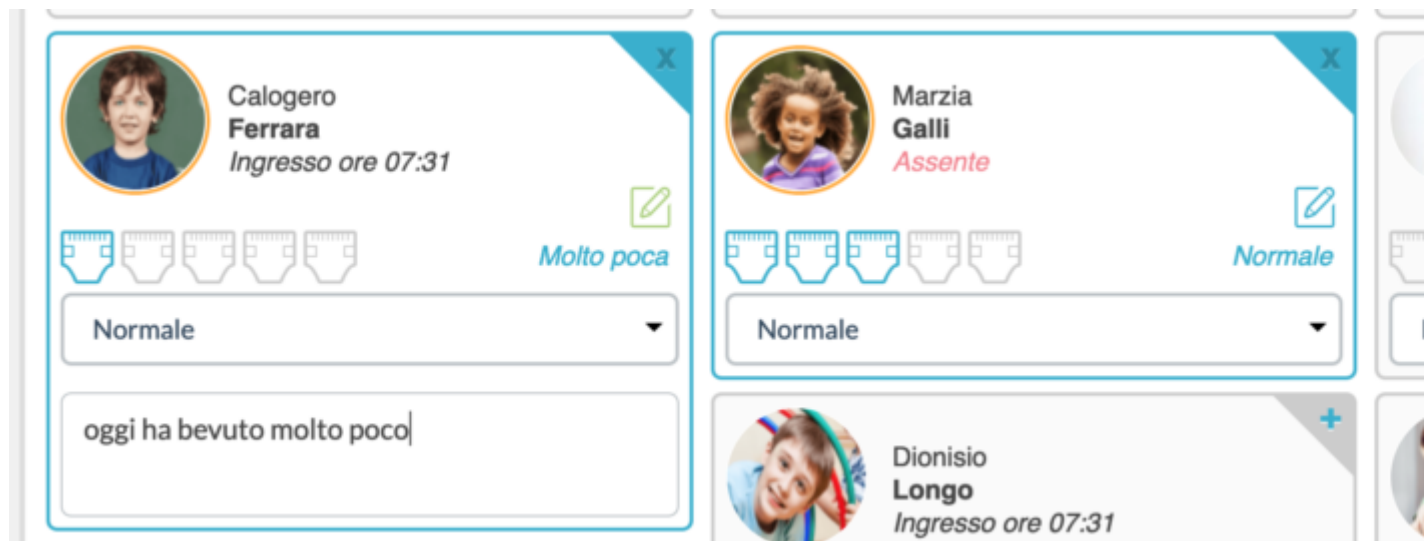 x
Calogero
Ferrara
Ingresso ore 07:31
Molto poca
Normale
oggi ha bevuto molto poco
x
Marzia
Galli
Assente
Normale
Normale
+
Dionisio
Longo
Ingresso ore 07:31